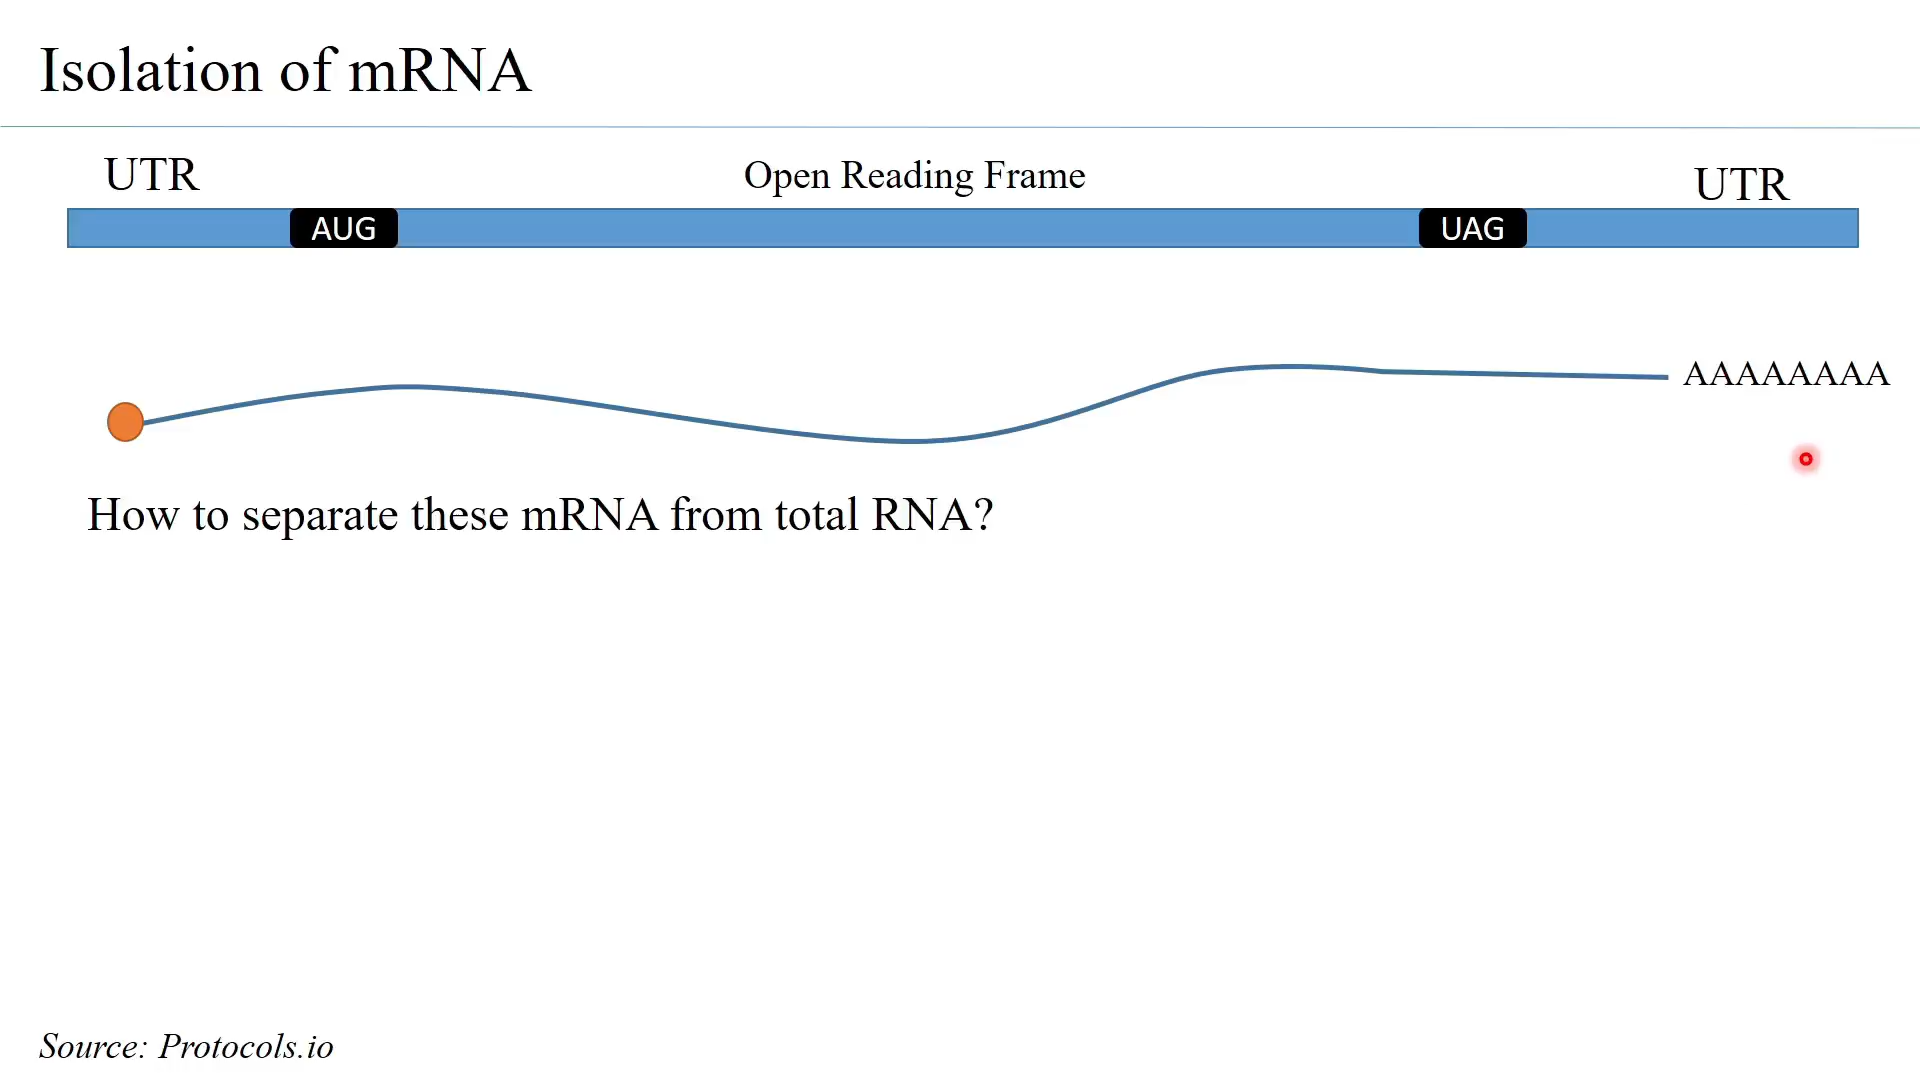 Isolation of mRNA
UTR
Open Reading Frame
UTR
AUG
UAG
AAAAAAAA
How to separate these mRNA from total RNA?
Source: Protocols.io